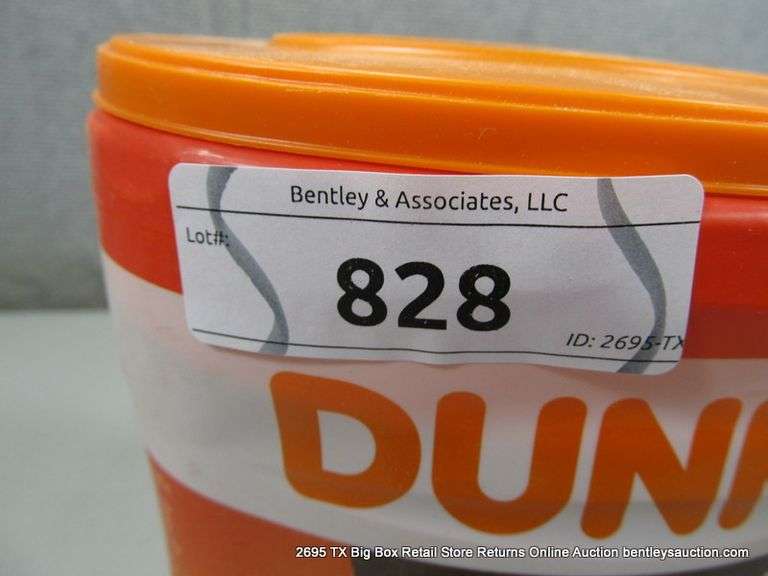 Bentley & Associates, LLC
Lot#:
828
ID: 2695-TX
DUNN
2695 TX Big Box Retail Store Returns Online Auction bentleysauction.com